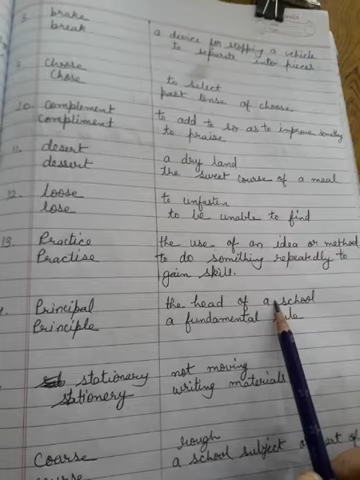 8. brake
break
a device for stopping a vehicle
to separate into pieces
9. Choose
Chose
to select
past tense of choose
10. Complement
Compliment
to add to so as to improve
to praise
11. desert
dessert
a dry land
the sweet course of a meal
12. loose
lose
to unfasten
to be unable to find
13. Practice
Practise
the use of an idea or method
to do something repeatedly to
gain skill.
Principal
Principle
the head of a school
a fundamental
stationary
stationery
not moving
writing materials
Coarse
rough
a school subject of